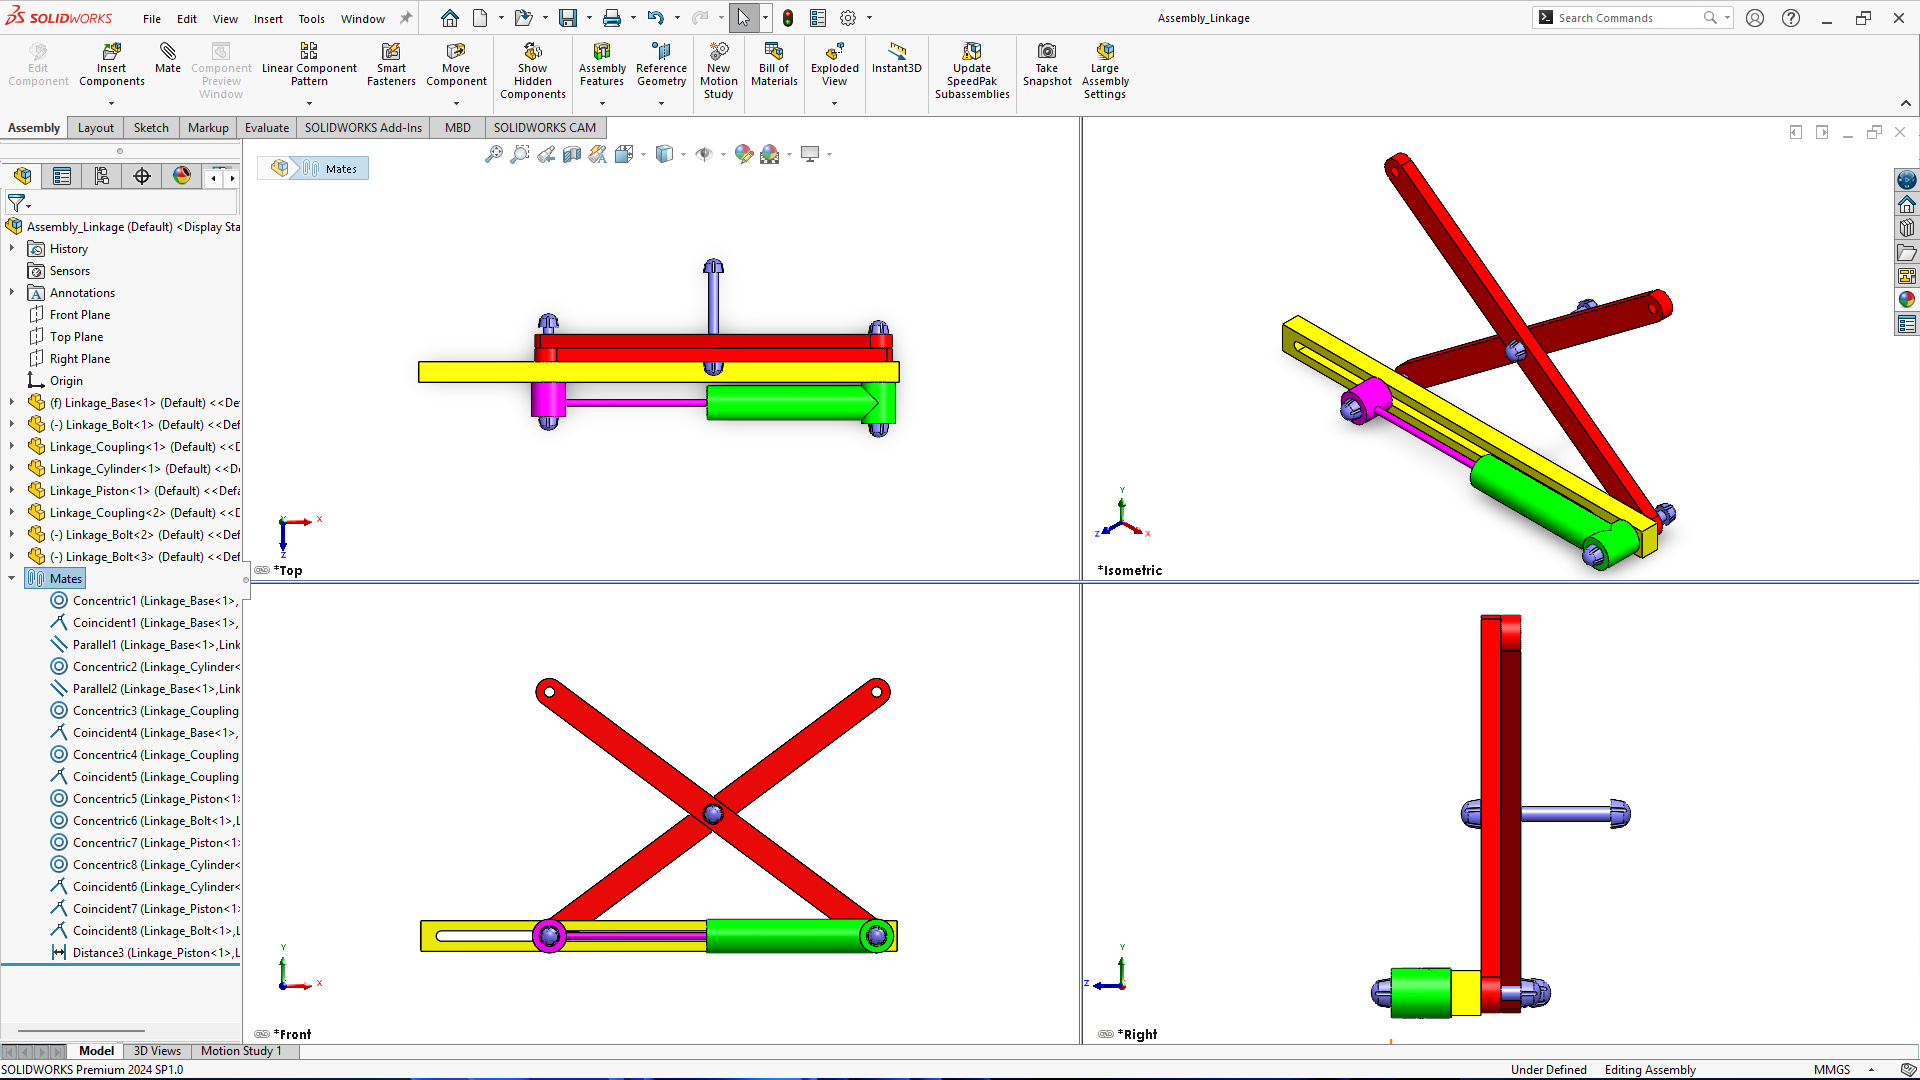 SOLIDWORKS File Edit View Insert Tools Window Assembly_Linkage Search Commands
Edit Component
Insert Components
Mate
Component Preview Window
Linear Component Pattern
Smart Fasteners
Move Component
Show Hidden Components
Assembly Features
Reference Geometry
New Motion Study
Bill of Materials
Exploded View
Instant3D
Update SpeedPak Subassemblies
Take Snapshot
Large Assembly Settings
Assembly Layout Sketch Markup Evaluate SOLIDWORKS Add-Ins MBD SOLIDWORKS CAM
Mates
Assembly_Linkage (Default) <Display Sta
History
Sensors
Annotations
Front Plane
Top Plane
Right Plane
Origin
(f) Linkage_Base<1> (Default) <<De
(-) Linkage_Bolt<1> (Default) <<Def
Linkage_Coupling<1> (Default) <<D
Linkage_Cylinder<1> (Default) <<D
Linkage_Piston<1> (Default) <<Defa
Linkage_Coupling<2> (Default) <<D
(-) Linkage_Bolt<2> (Default) <<Def
(-) Linkage_Bolt<3> (Default) <<Def
Mates
Concentric1 (Linkage_Base<1>,
Coincident1 (Linkage_Base<1>,
Parallel1 (Linkage_Base<1>,Link
Concentric2 (Linkage_Cylinder<
Parallel2 (Linkage_Base<1>,Link
Concentric3 (Linkage_Coupling
Coincident4 (Linkage_Base<1>,
Concentric4 (Linkage_Coupling
Coincident5 (Linkage_Coupling
Concentric5 (Linkage_Piston<1>
Concentric6 (Linkage_Bolt<1>,L
Concentric7 (Linkage_Piston<1>
Concentric8 (Linkage_Cylinder<
Coincident6 (Linkage_Cylinder<
Coincident7 (Linkage_Piston<1>
Coincident8 (Linkage_Bolt<1>,L
Distance3 (Linkage_Piston<1>,L
X
Z
*Top
Y
Z X
*Isometric
Y
X
*Front
Y
Z
*Right
Model 3D Views Motion Study 1
SOLIDWORKS Premium 2024 SP1.0 Under Defined Editing Assembly MMGS